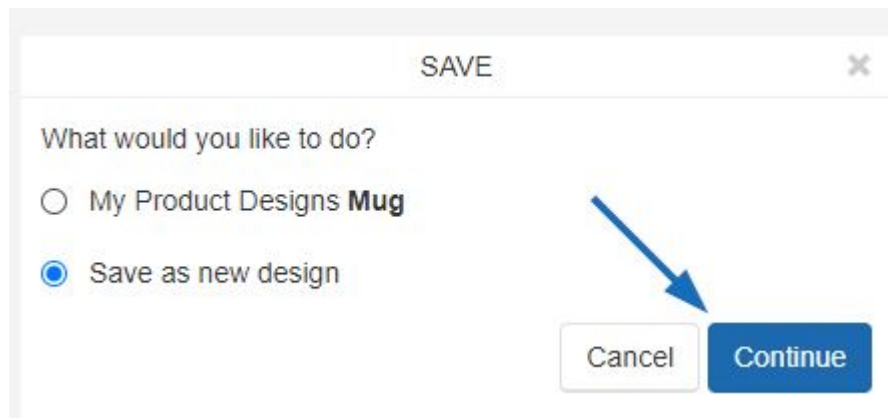 SAVE
What would you like to do?
My Product Designs Mug
Save as new design
Cancel
Continue